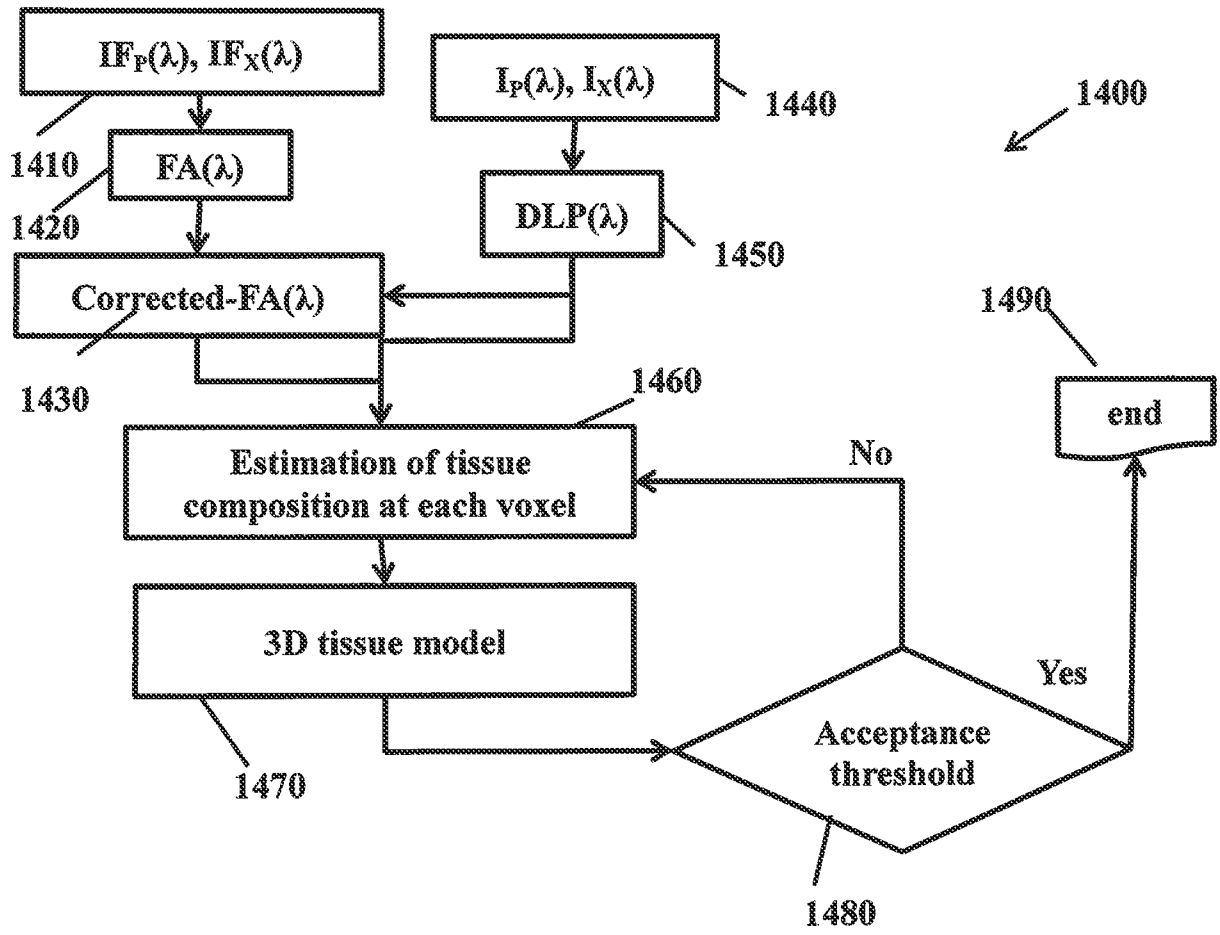 IFP(λ), IFX(λ)
IP(λ), IX(λ)
1440
1400
1410
FA(λ)
1420
DLP(λ)
1450
Corrected-FA(λ)
1430
1490
end
1460
Estimation of tissue
composition at each voxel
No
3D tissue model
1470
Yes
Acceptance
threshold
1480